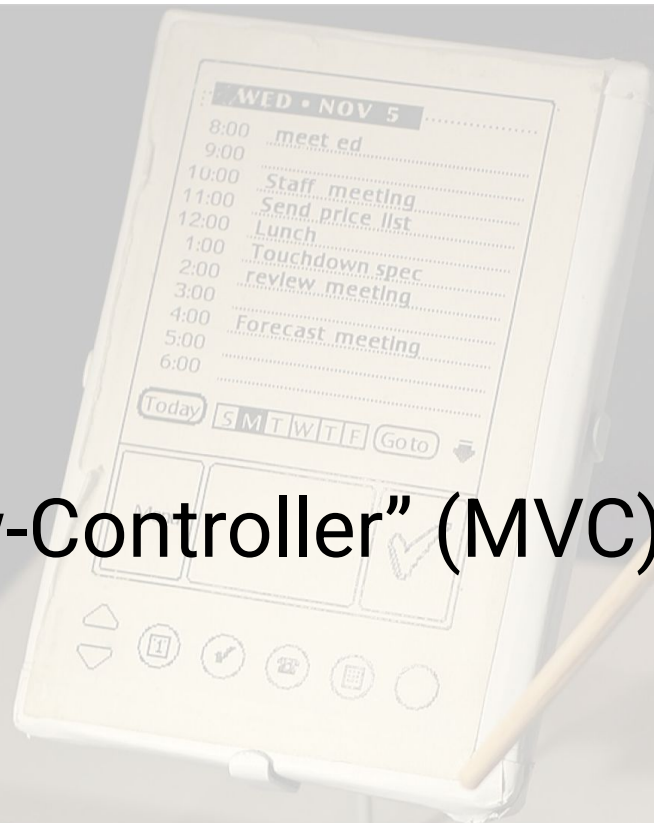 WED • NOV 5
8:00 meet ed
9:00
10:00 Staff meeting
11:00 Send price list
12:00 Lunch
1:00 Touchdown spec
2:00 review meeting
3:00
4:00 Forecast meeting
5:00
6:00
Today S M T W T F Go to
-Controller” (MVC)